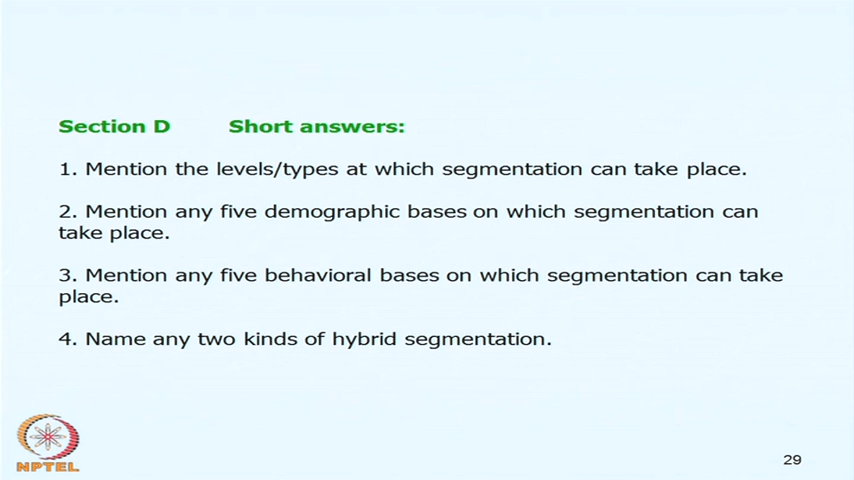 Section D Short answers:
1. Mention the levels/types at which segmentation can take place.
2. Mention any five demographic bases on which segmentation can
take place.
3. Mention any five behavioral bases on which segmentation can take
place.
4. Name any two kinds of hybrid segmentation.
NPTEL
29